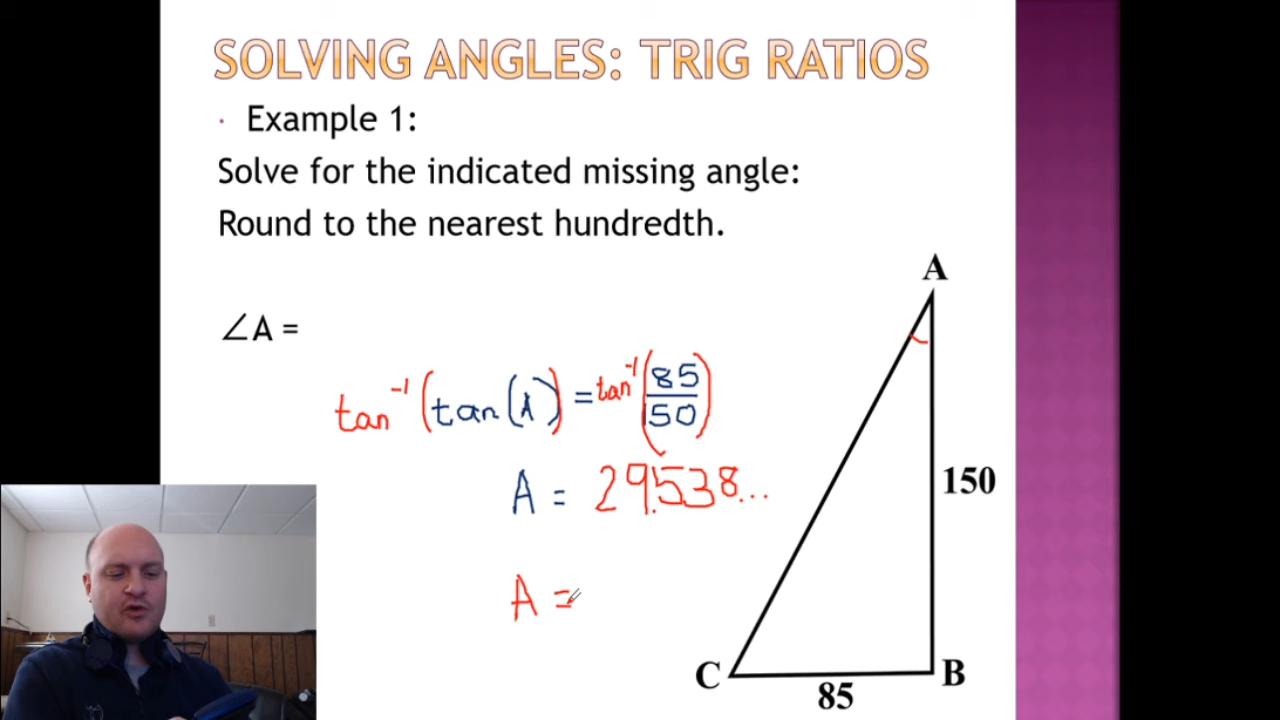 SOLVING ANGLES: TRIG RATIOS
· Example 1:
Solve for the indicated missing angle:
Round to the nearest hundredth.
∠A =
tan⁻¹(tan(A)) = tan⁻¹(85/150)
A = 29.538...
A =
A
150
C
B
85